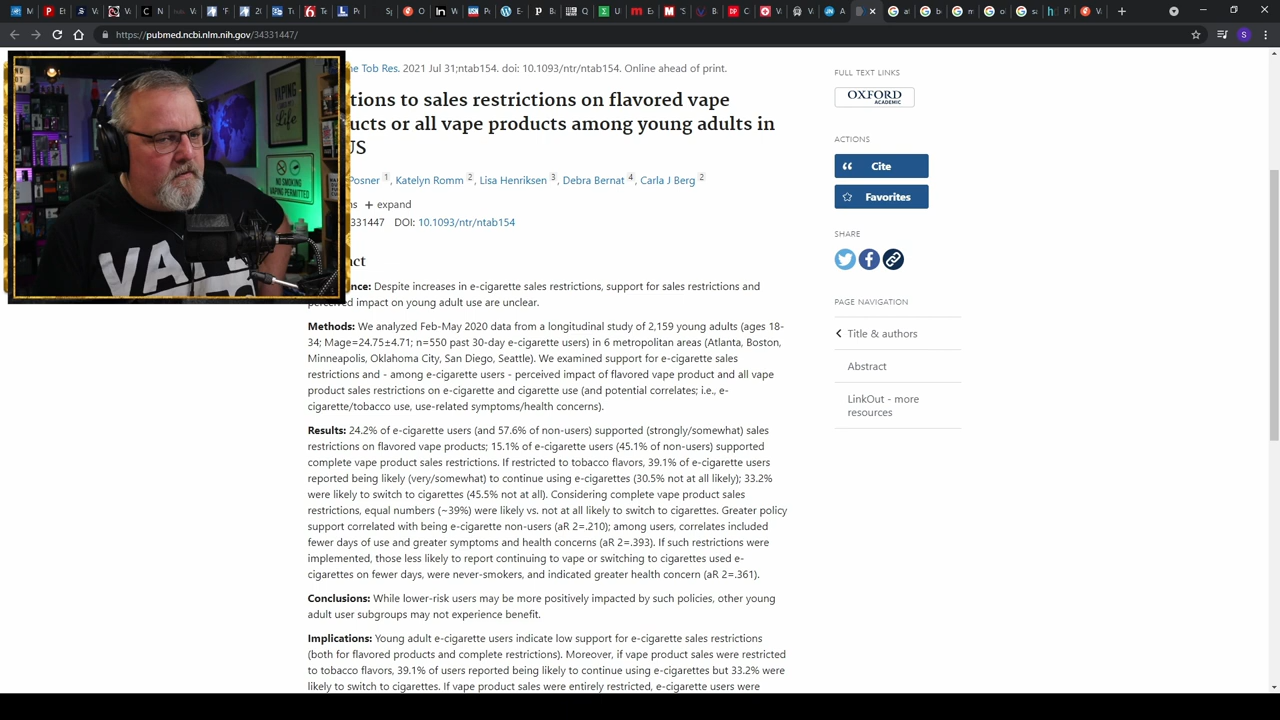 https://pubmed.ncbi.nlm.nih.gov/34331447/
Tob Res. 2021 Jul 31;ntab154. doi: 10.1093/ntr/ntab154. Online ahead of print.
tions to sales restrictions on flavored vape
ucts or all vape products among young adults in
US
Posner 1, Katelyn Romm 2, Lisa Henriksen 3, Debra Bernat 4, Carla J Berg 2
+ expand
331447 DOI: 10.1093/ntr/ntab154
Despite increases in e-cigarette sales restrictions, support for sales restrictions and
perceived impact on young adult use are unclear.
Methods: We analyzed Feb-May 2020 data from a longitudinal study of 2,159 young adults (ages 18-
34; Mage=24.75±4.71; n=550 past 30-day e-cigarette users) in 6 metropolitan areas (Atlanta, Boston,
Minneapolis, Oklahoma City, San Diego, Seattle). We examined support for e-cigarette sales
restrictions and - among e-cigarette users - perceived impact of flavored vape product and all vape
product sales restrictions on e-cigarette and cigarette use (and potential correlates; i.e., e-
cigarette/tobacco use, use-related symptoms/health concerns).
Results: 24.2% of e-cigarette users (and 57.6% of non-users) supported (strongly/somewhat) sales
restrictions on flavored vape products; 15.1% of e-cigarette users (45.1% of non-users) supported
complete vape product sales restrictions. If restricted to tobacco flavors, 39.1% of e-cigarette users
reported being likely (very/somewhat) to continue using e-cigarettes (30.5% not at all likely); 33.2%
were likely to switch to cigarettes (45.5% not at all). Considering complete vape product sales
restrictions, equal numbers (~39%) were likely vs. not at all likely to switch to cigarettes. Greater policy
support correlated with being e-cigarette non-users (aR 2=.210); among users, correlates included
fewer days of use and greater symptoms and health concerns (aR 2=.393). If such restrictions were
implemented, those less likely to report continuing to vape or switching to cigarettes used e-
cigarettes on fewer days, were never-smokers, and indicated greater health concern (aR 2=.361).
Conclusions: While lower-risk users may be more positively impacted by such policies, other young
adult user subgroups may not experience benefit.
Implications: Young adult e-cigarette users indicate low support for e-cigarette sales restrictions
(both for flavored products and complete restrictions). Moreover, if vape product sales were restricted
to tobacco flavors, 39.1% of users reported being likely to continue using e-cigarettes but 33.2% were
likely to switch to cigarettes. If vape product sales were entirely restricted, e-cigarette users were
FULL TEXT LINKS
OXFORD
ACADEMIC
ACTIONS
Cite
Favorites
SHARE
PAGE NAVIGATION
Title & authors
Abstract
LinkOut - more
resources
VAPING
Life
NO SMOKING
VAPING PERMITTED